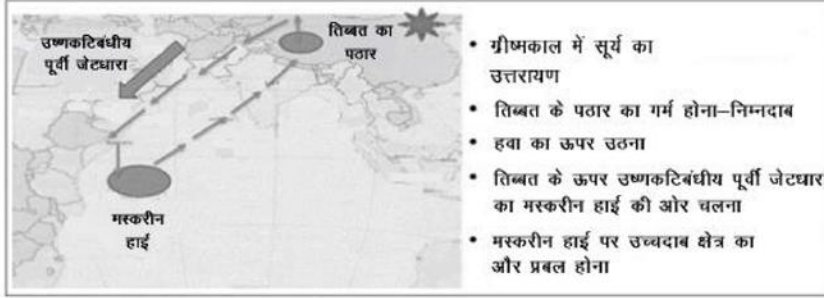 उष्णकटिबंधीय
पूर्वी जेटधारा
तिब्बत का
पठार
मस्करीन
हाई
• ग्रीष्मकाल में सूर्य का
उत्तरायण
• तिब्बत के पठार का गर्म होना–निम्नदाब
• हवा का ऊपर उठना
• तिब्बत के ऊपर उष्णकटिबंधीय पूर्वी जेटधारा
का मस्करीन हाई की ओर चलना
• मस्करीन हाई पर उच्चदाब क्षेत्र का
और प्रबल होना